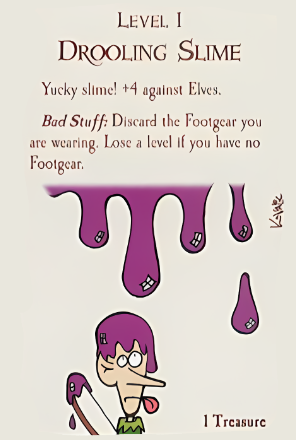 Level 1
Drooling Slime
Yucky slime! +4 against Elves.
Bad Stuff: Discard the Footgear you
are wearing. Lose a level if you have no
Footgear.
1 Treasure